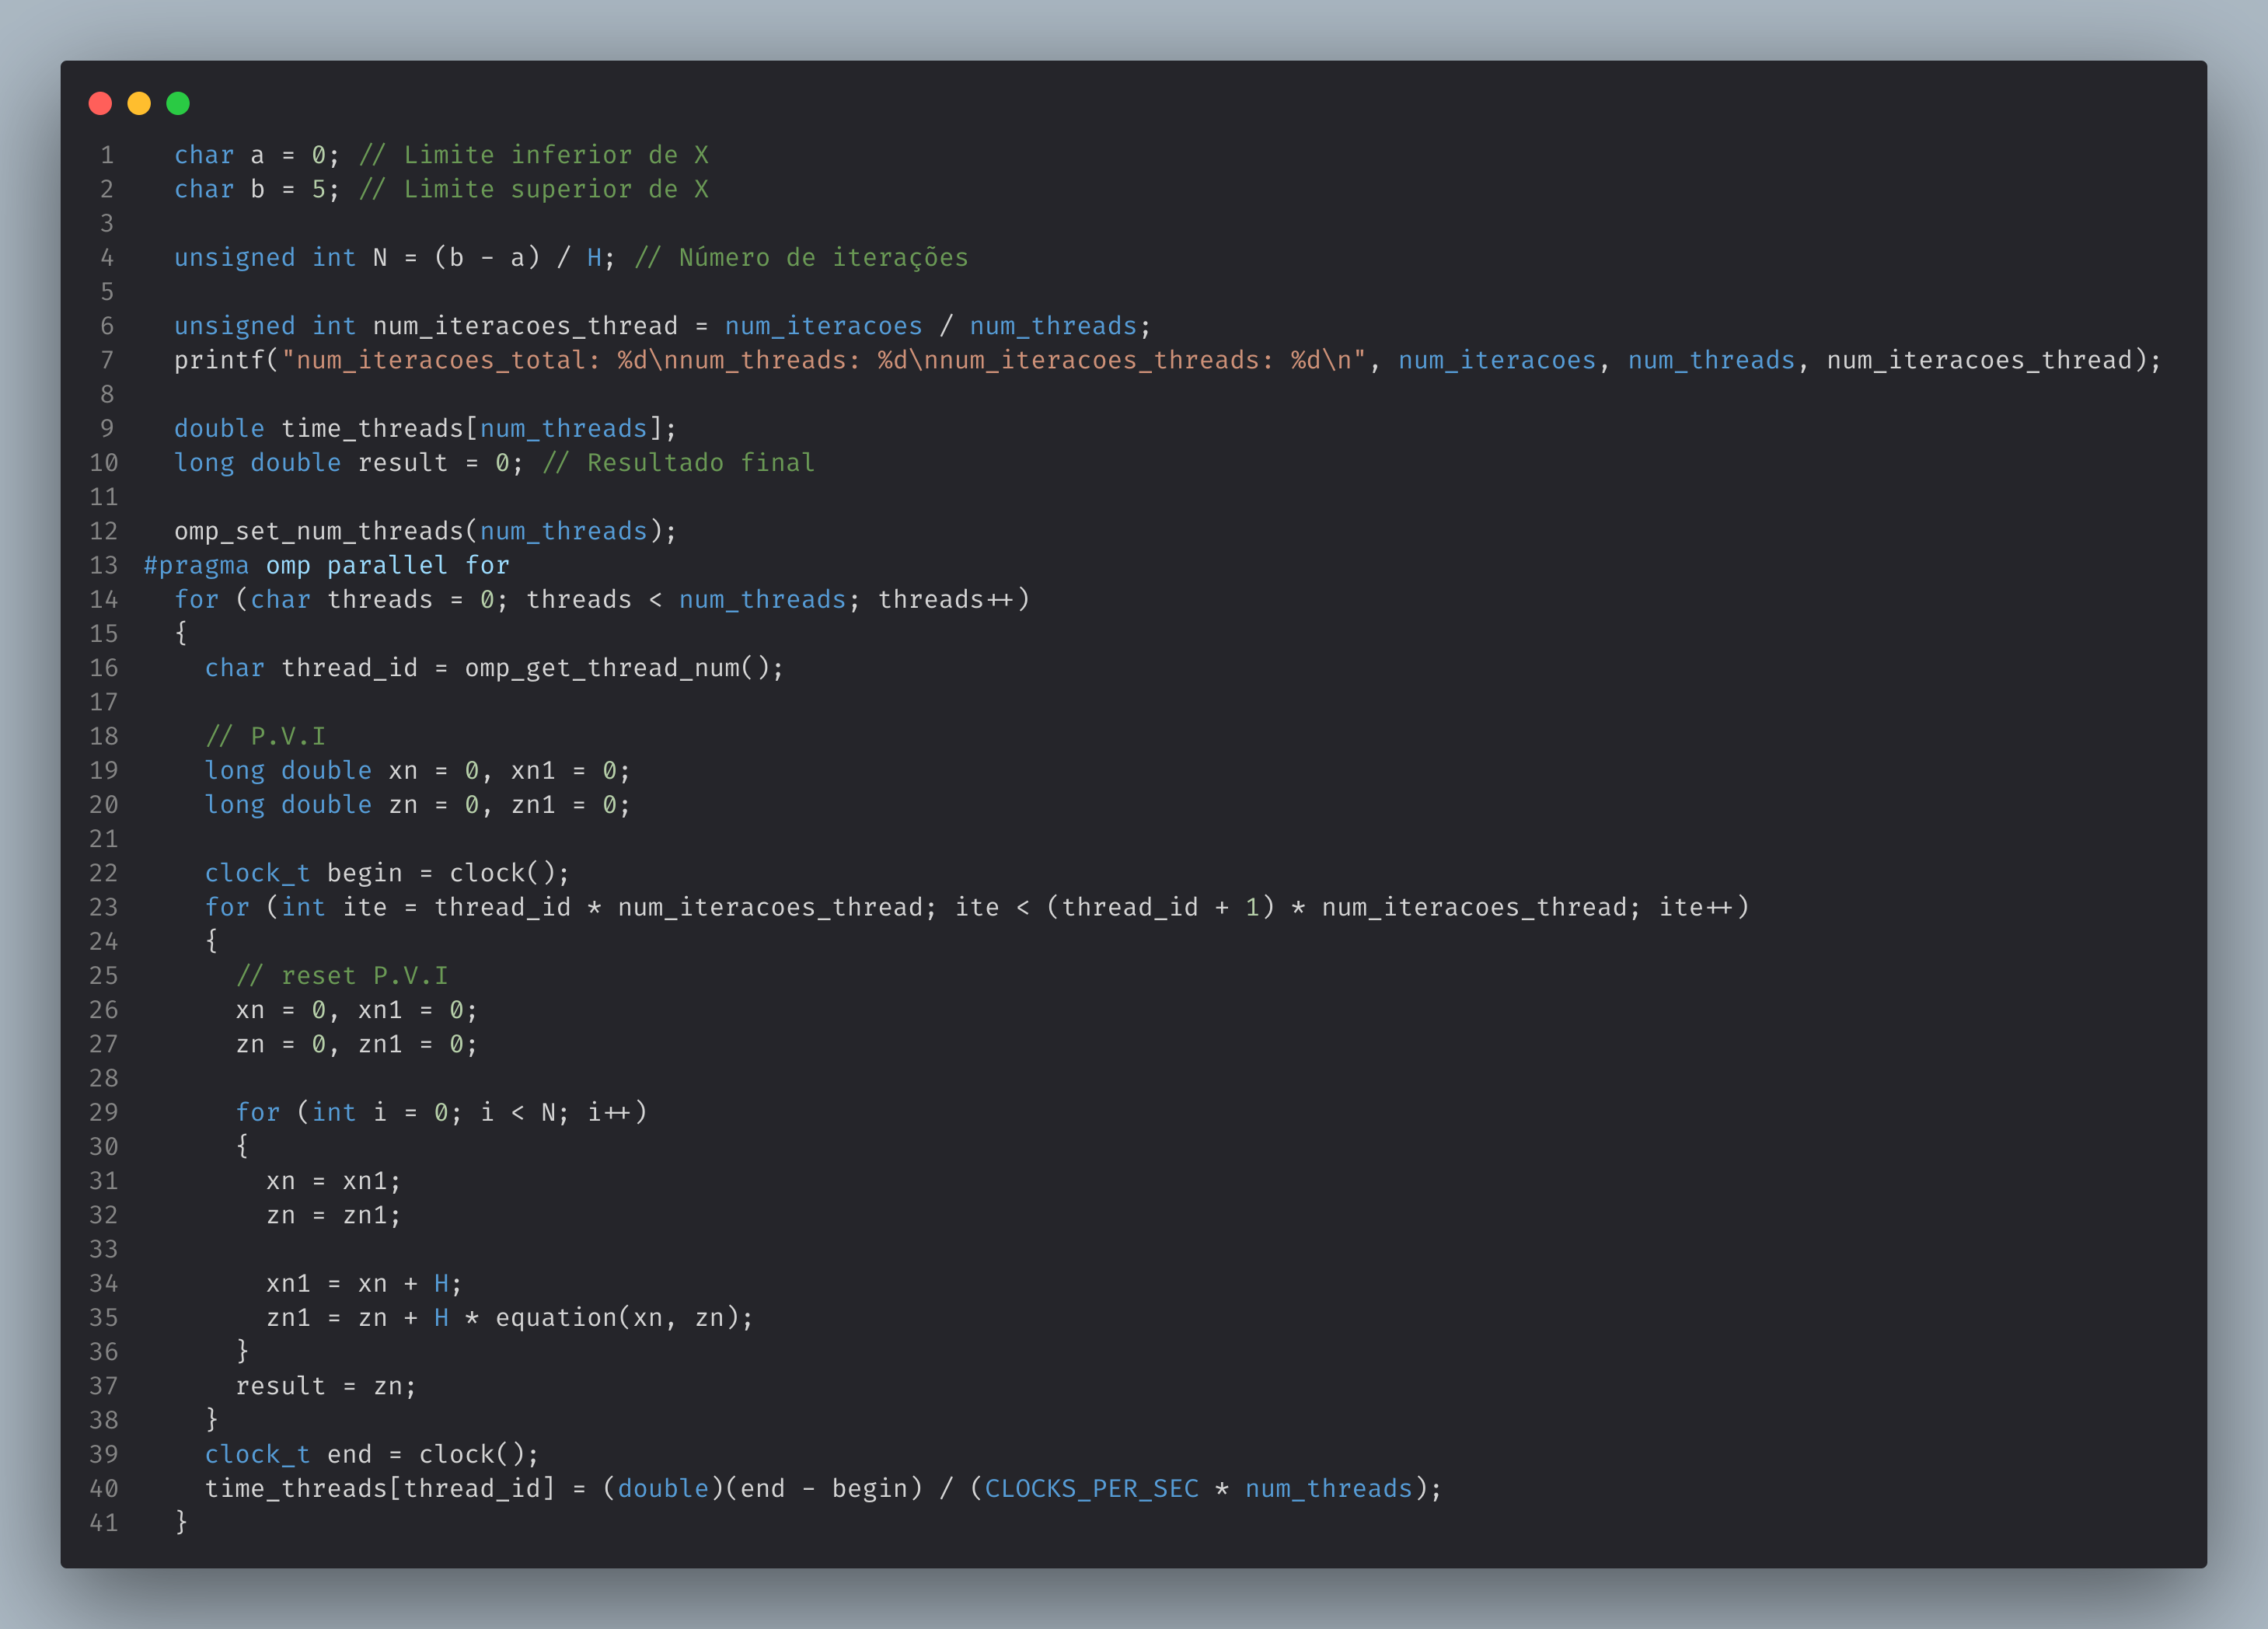 1 char a = 0; // Limite inferior de X
2 char b = 5; // Limite superior de X
3
4 unsigned int N = (b - a) / H; // Número de iterações
5
6 unsigned int num_iteracoes_thread = num_iteracoes / num_threads;
7 printf("num_iteracoes_total: %d\nnum_threads: %d\nnum_iteracoes_threads: %d\n", num_iteracoes, num_threads, num_iteracoes_thread);
8
9 double time_threads[num_threads];
10 long double result = 0; // Resultado final
11
12 omp_set_num_threads(num_threads);
13 #pragma omp parallel for
14 for (char threads = 0; threads < num_threads; threads++)
15 {
16 char thread_id = omp_get_thread_num();
17
18 // P.V.I
19 long double xn = 0, xn1 = 0;
20 long double zn = 0, zn1 = 0;
21
22 clock_t begin = clock();
23 for (int ite = thread_id * num_iteracoes_thread; ite < (thread_id + 1) * num_iteracoes_thread; ite++)
24 {
25 // reset P.V.I
26 xn = 0, xn1 = 0;
27 zn = 0, zn1 = 0;
28
29 for (int i = 0; i < N; i++)
30 {
31 xn = xn1;
32 zn = zn1;
33
34 xn1 = xn + H;
35 zn1 = zn + H * equation(xn, zn);
36 }
37 result = zn;
38 }
39 clock_t end = clock();
40 time_threads[thread_id] = (double)(end - begin) / (CLOCKS_PER_SEC * num_threads);
41 }